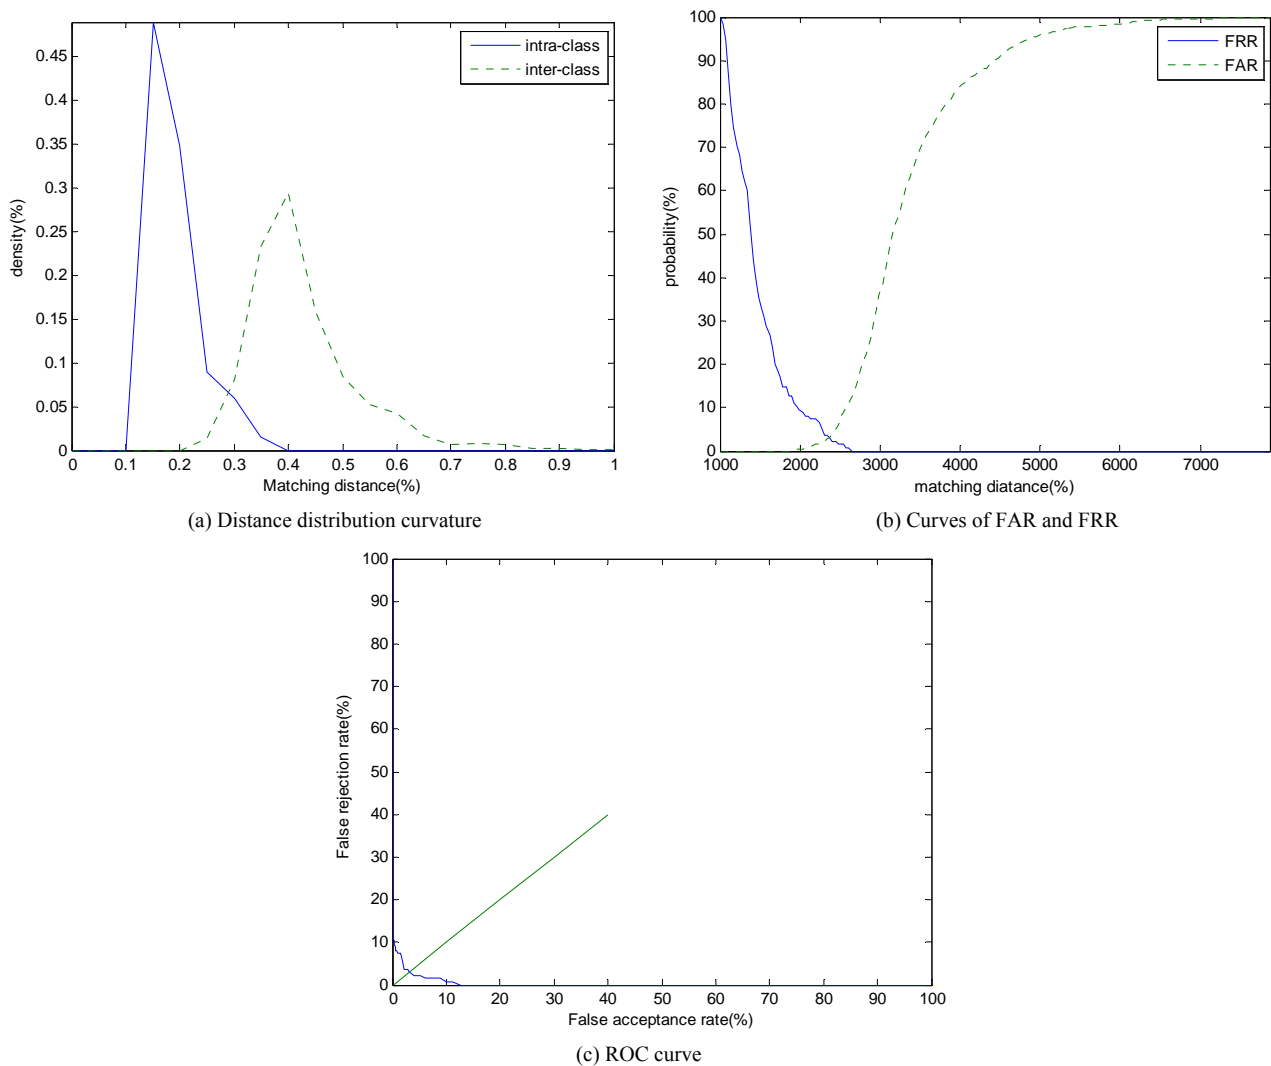 0.45
0.4
0.35
0.3
0.25
0.2
0.15
0.1
0.05
0
density(%)
intra-class
inter-class
0 0.1 0.2 0.3 0.4 0.5 0.6 0.7 0.8 0.9 1
Matching distance(%)
(a) Distance distribution curvature
100
90
80
70
60
50
40
30
20
10
0
probability(%)
FRR
FAR
1000 2000 3000 4000 5000 6000 7000
matching diatance(%)
(b) Curves of FAR and FRR
100
90
80
70
60
50
40
30
20
10
0
False rejection rate(%)
0 10 20 30 40 50 60 70 80 90 100
False acceptance rate(%)
(c) ROC curve